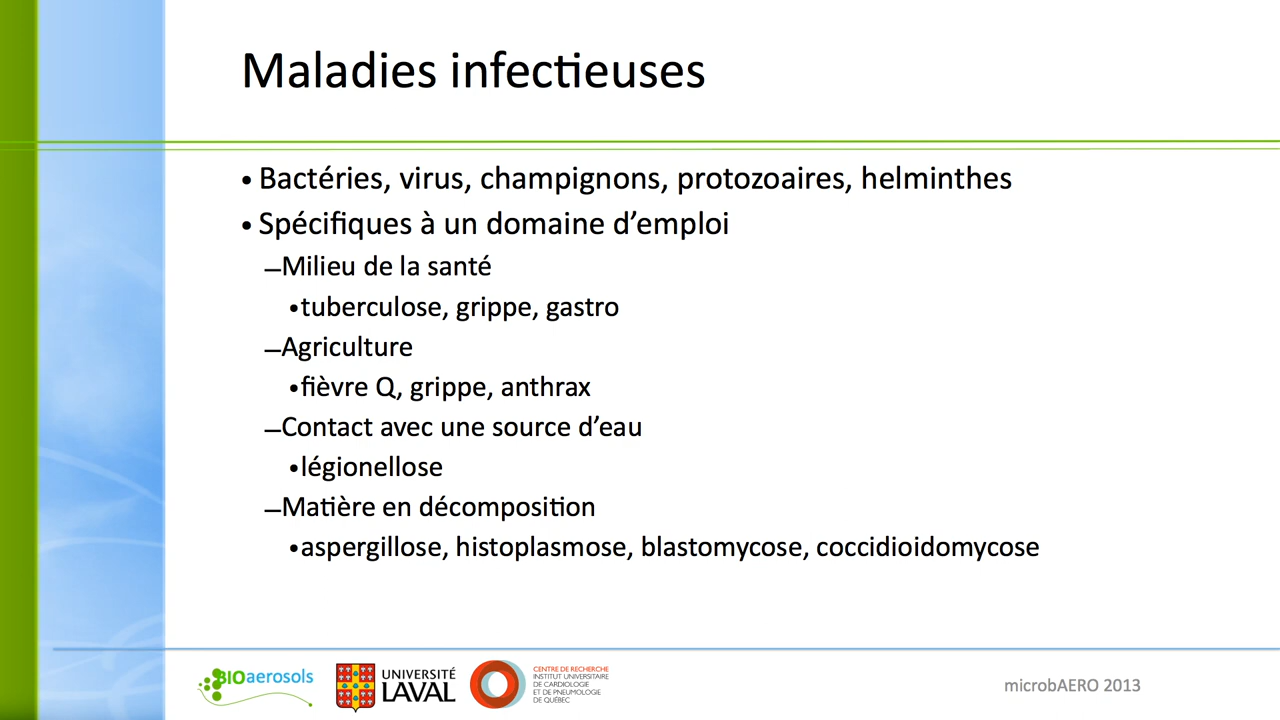 Maladies infectieuses
• Bactéries, virus, champignons, protozoaires, helminthes
• Spécifiques à un domaine d’emploi
–Milieu de la santé
•tuberculose, grippe, gastro
–Agriculture
•fièvre Q, grippe, anthrax
–Contact avec une source d’eau
•légionellose
–Matière en décomposition
•aspergillose, histoplasmose, blastomycose, coccidioidomycose
BIOaerosols
UNIVERSITÉ
LAVAL
CENTRE DE RECHERCHE
INSTITUT UNIVERSITAIRE
DE CARDIOLOGIE
ET DE PNEUMOLOGIE
DE QUÉBEC
microbAERO 2013